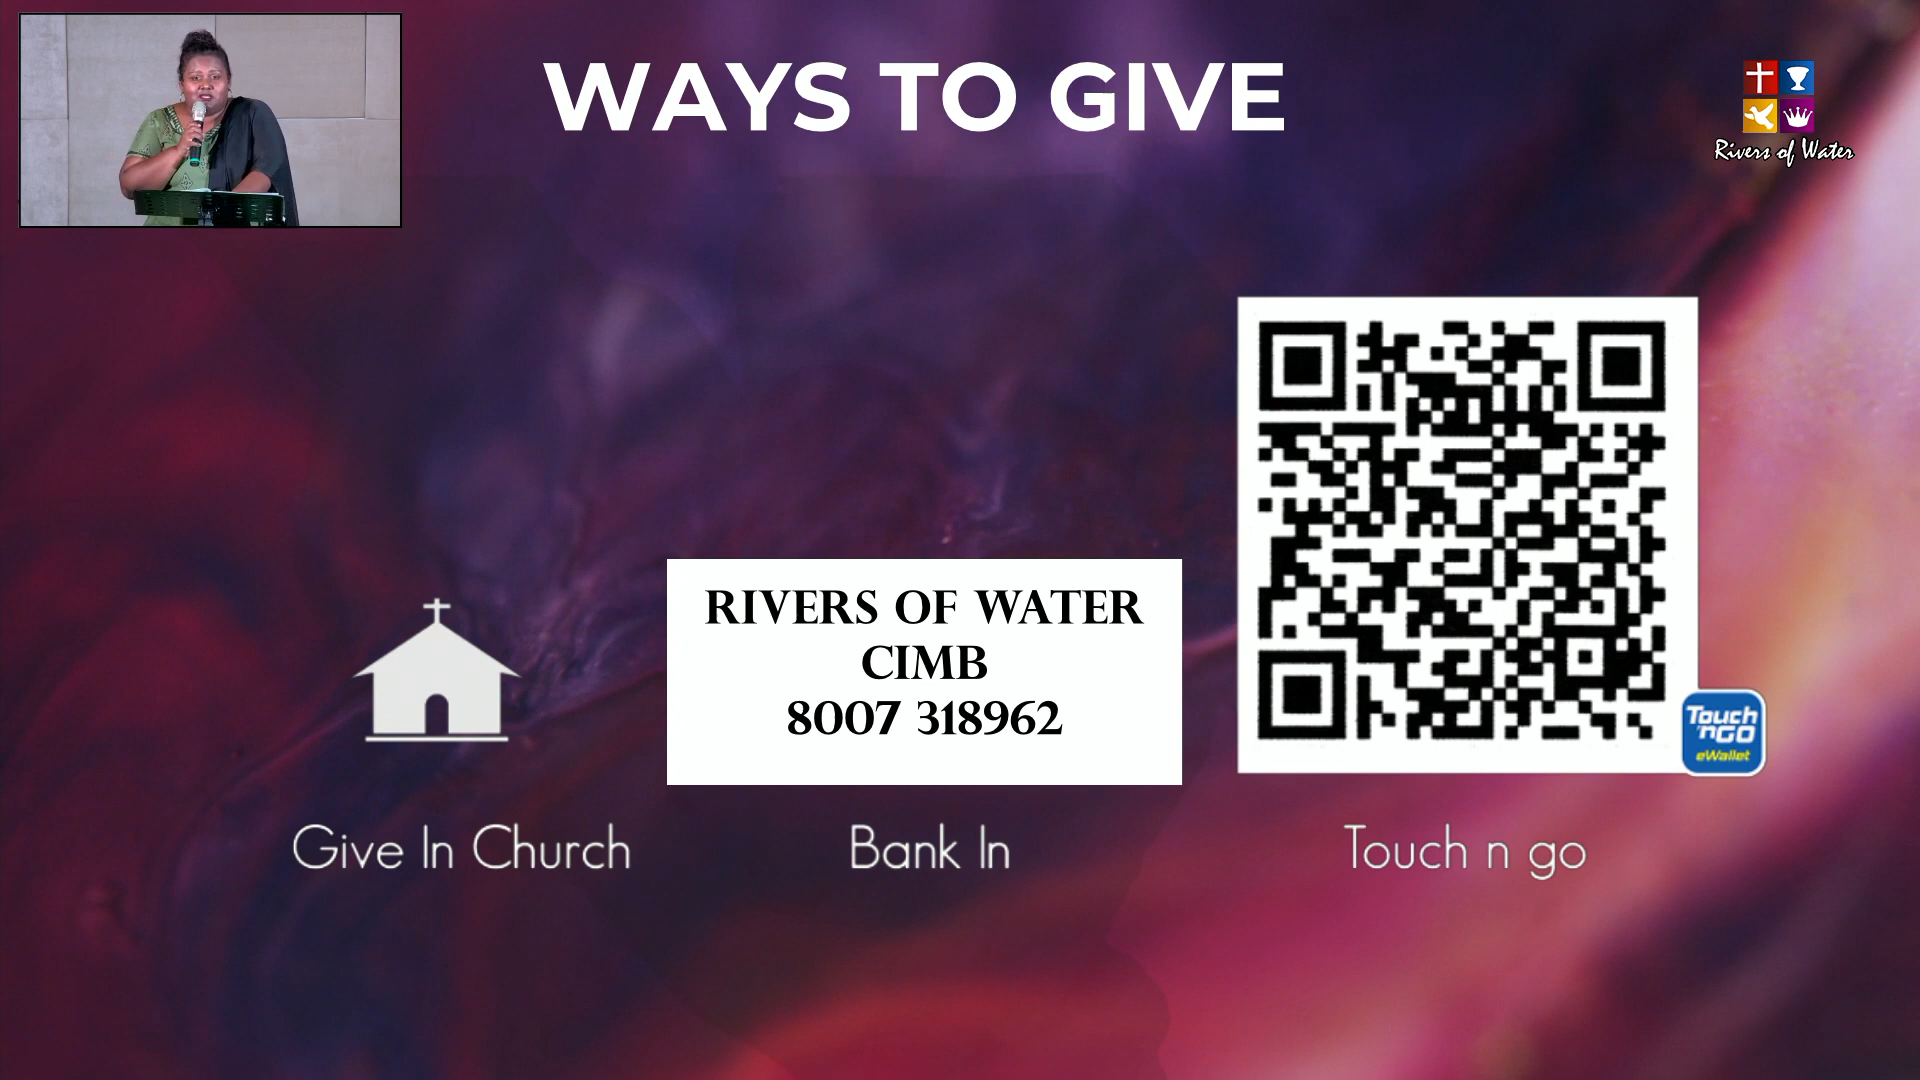 WAYS TO GIVE
Rivers of Water
RIVERS OF WATER
CIMB
8007 318962
Touch
'nGO
eWallet
Give In Church
Bank In
Touch n go